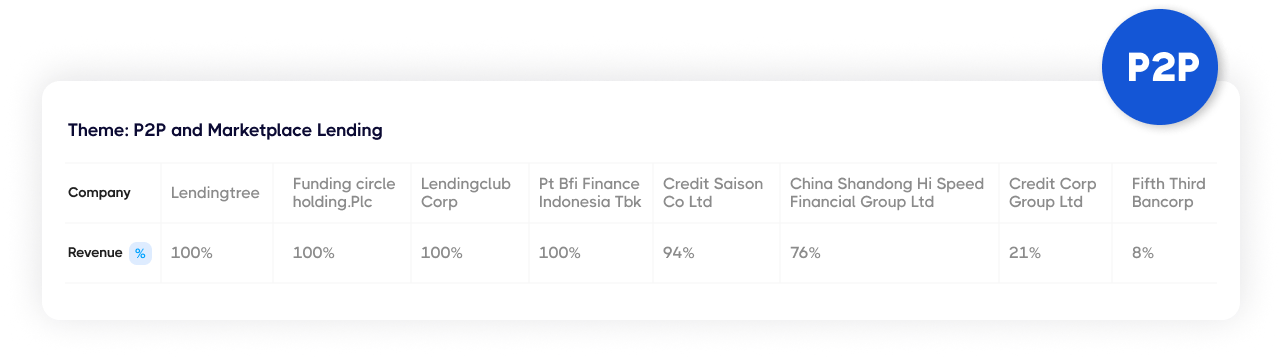 P2P
Theme: P2P and Marketplace Lending
Company
Lendingtree
Funding circle
holding.Plc
Lendingclub
Corp
Pt Bfi Finance
Indonesia Tbk
Credit Saison
Co Ltd
China Shandong Hi Speed
Financial Group Ltd
Credit Corp
Group Ltd
Fifth Third
Bancorp
Revenue %
100%
100%
100%
100%
94%
76%
21%
8%